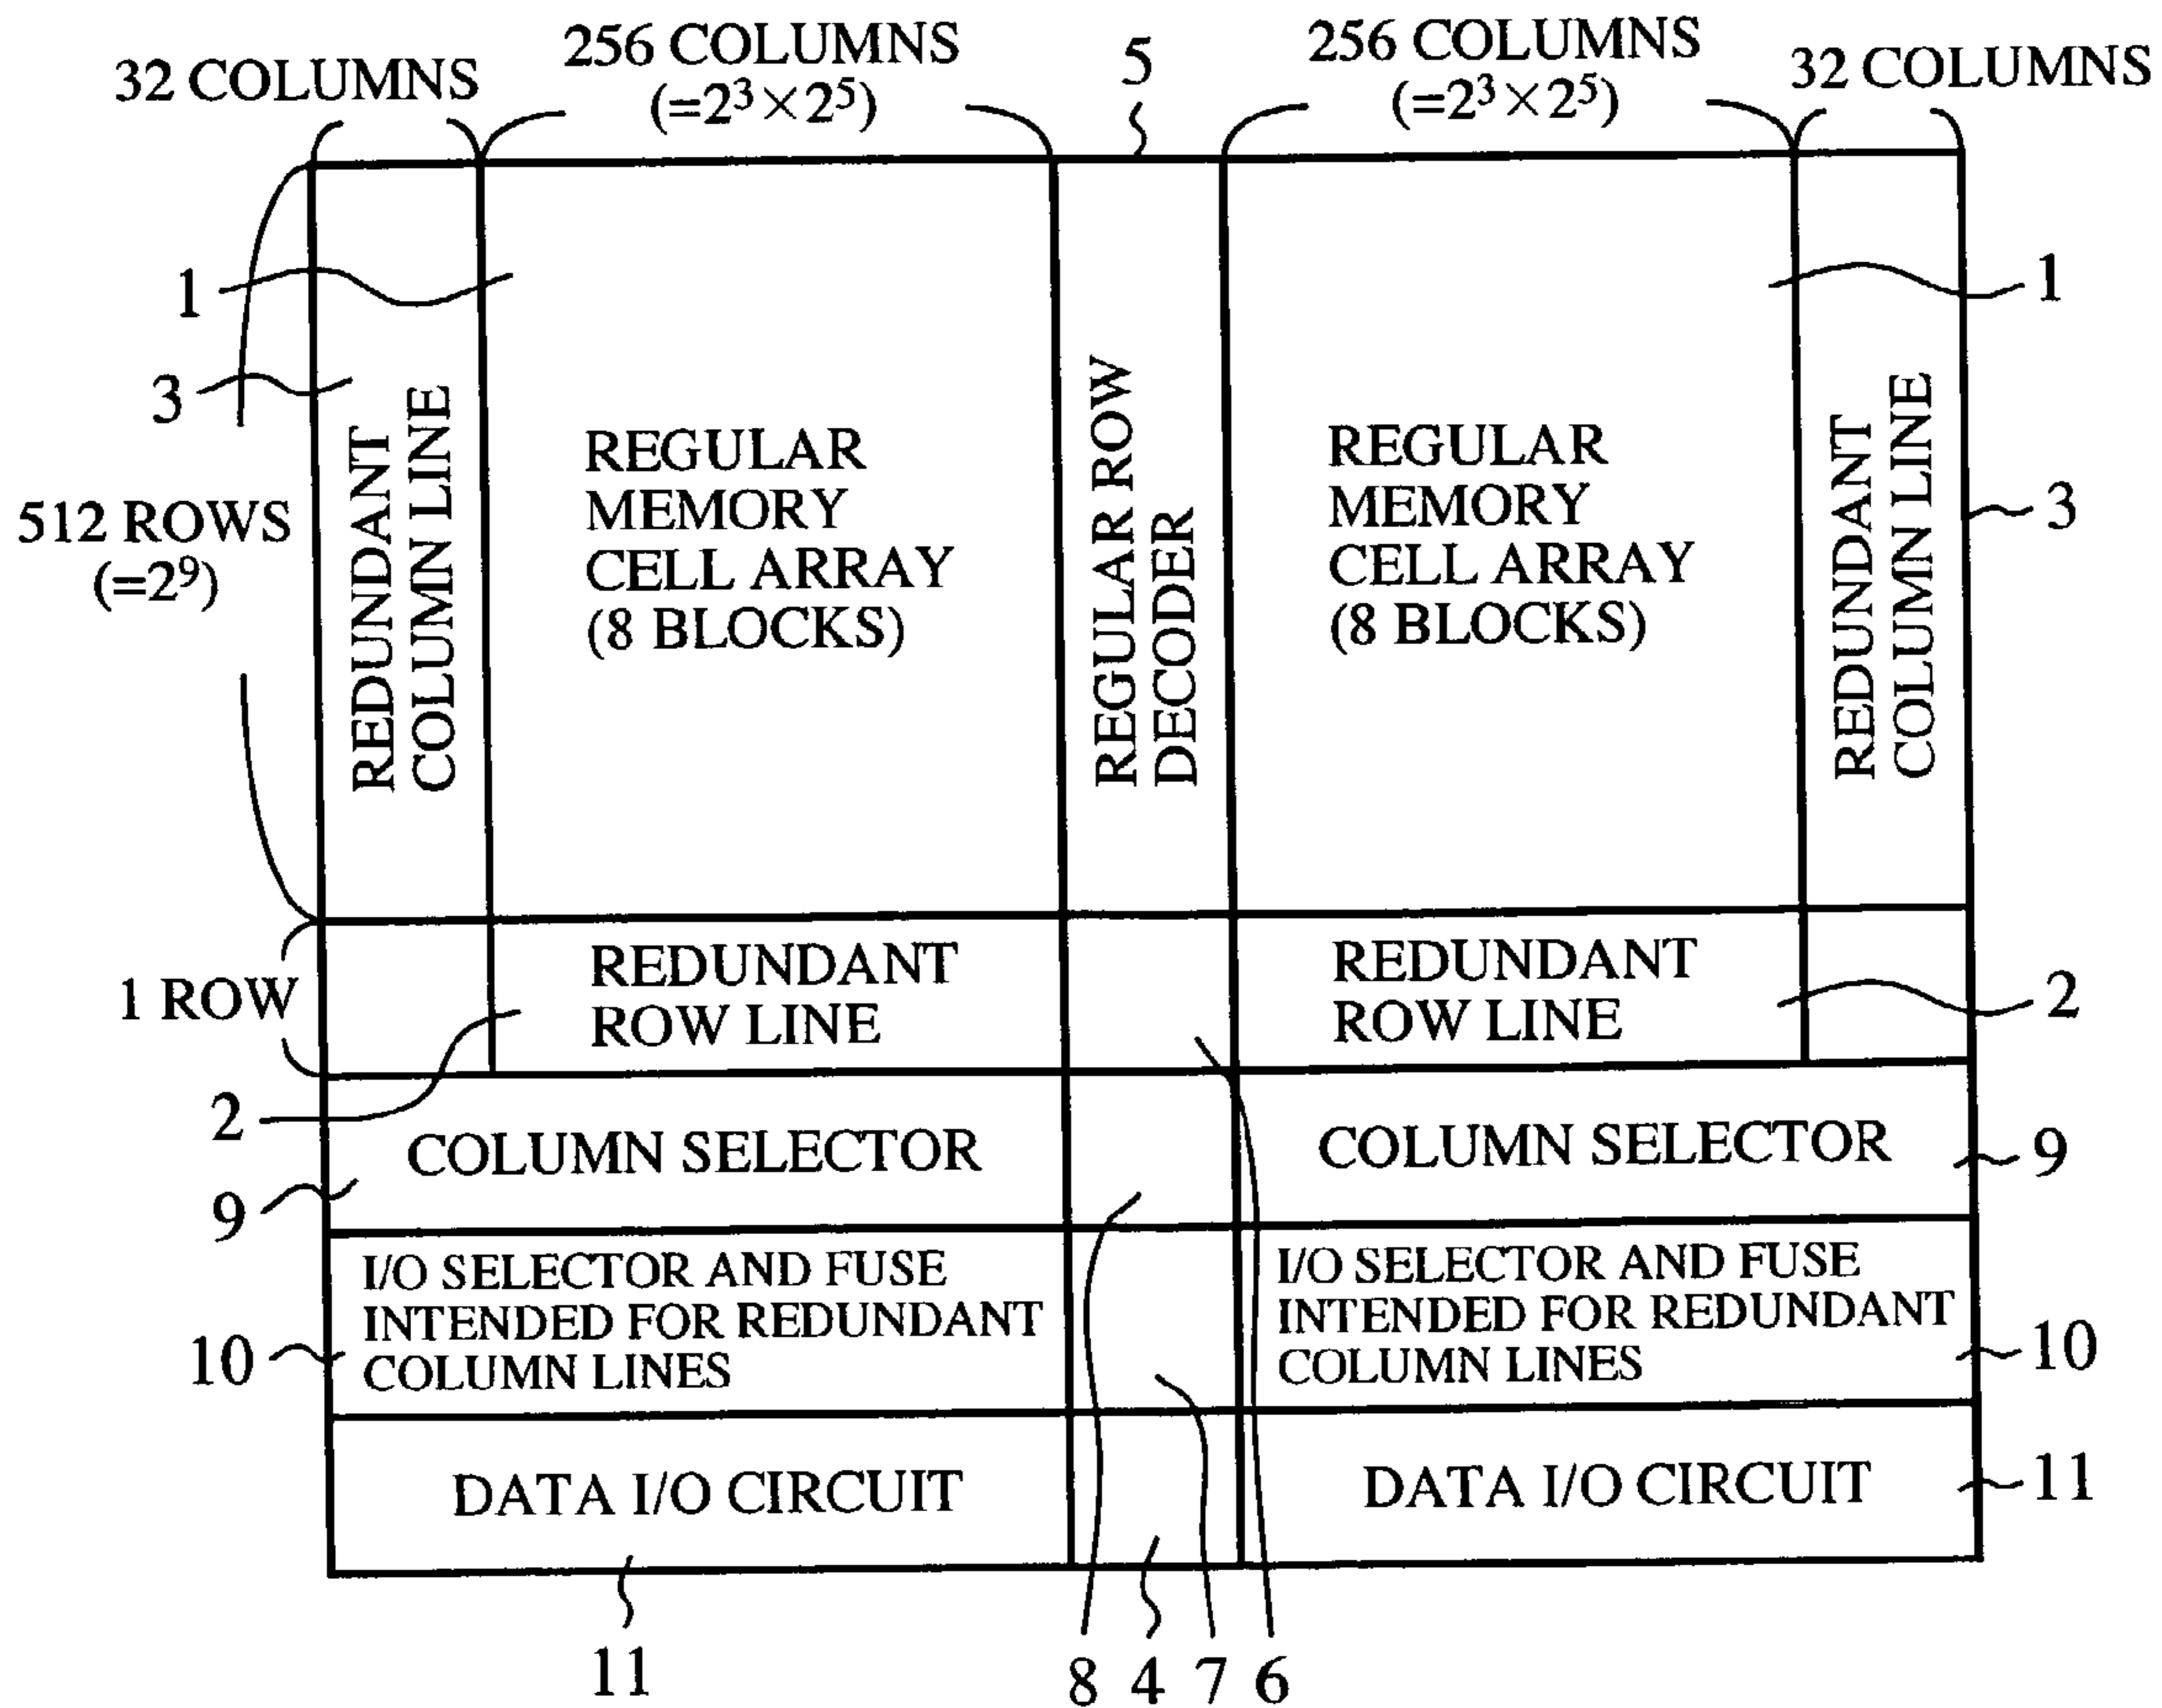 32 COLUMNS
256 COLUMNS
(=2³×2⁵)
5
256 COLUMNS
(=2³×2⁵)
32 COLUMNS
1
1
3
3
512 ROWS
(=2⁹)
REDUNDANT
COLUMN LINE
REGULAR
MEMORY
CELL ARRAY
(8 BLOCKS)
REGULAR ROW
DECODER
REGULAR
MEMORY
CELL ARRAY
(8 BLOCKS)
REDUNDANT
COLUMN LINE
1 ROW
REDUNDANT
ROW LINE
REDUNDANT
ROW LINE
2
2
COLUMN SELECTOR
COLUMN SELECTOR
9
9
I/O SELECTOR AND FUSE
INTENDED FOR REDUNDANT
COLUMN LINES
I/O SELECTOR AND FUSE
INTENDED FOR REDUNDANT
COLUMN LINES
10
10
DATA I/O CIRCUIT
DATA I/O CIRCUIT
11
11
8
4
7
6